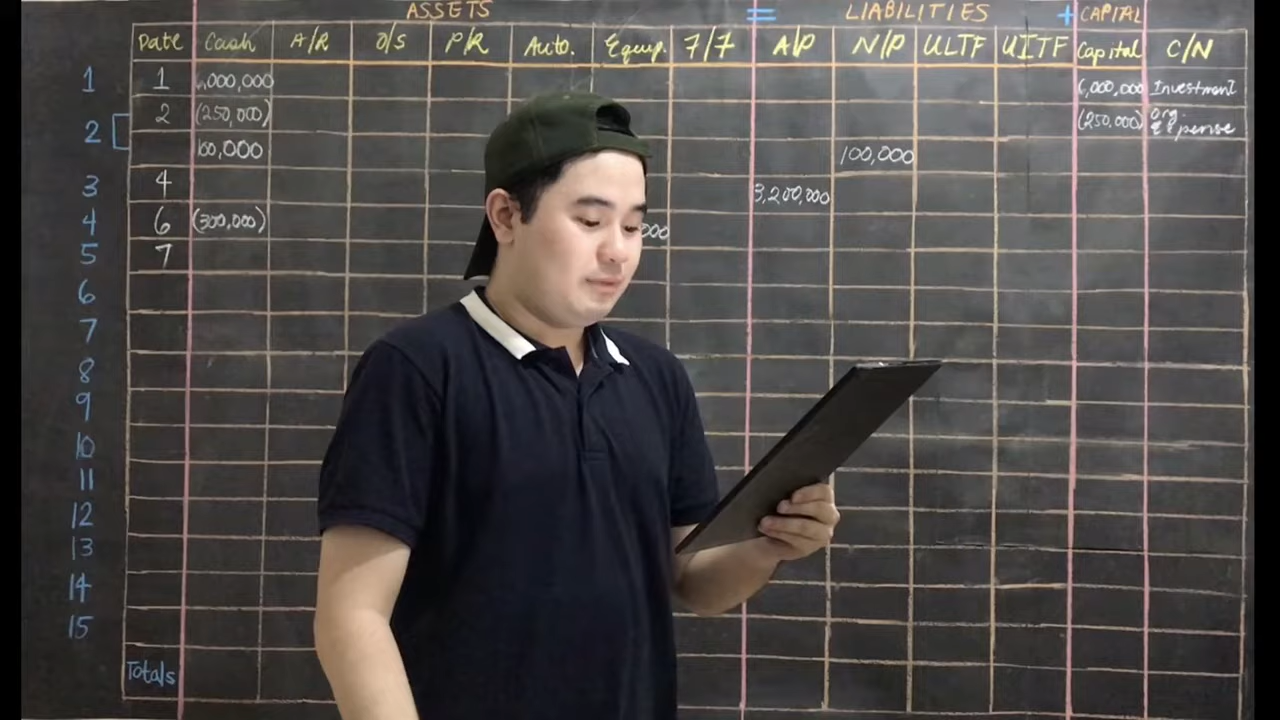 ASSETS = LIABILITIES + CAPITAL
Date Cash A/R O/S P/R Auto. Equip. F/F A/P N/P ULTF UITF Capital C/N
1 1 ,000,000 ,000,000 Investment
2 2 (250,000) (250,000) org. Expense
100,000 100,000
3 4 3,200,000
4 6 (300,000) 000
5 7
6
7
8
9
10
11
12
13
14
15
Totals